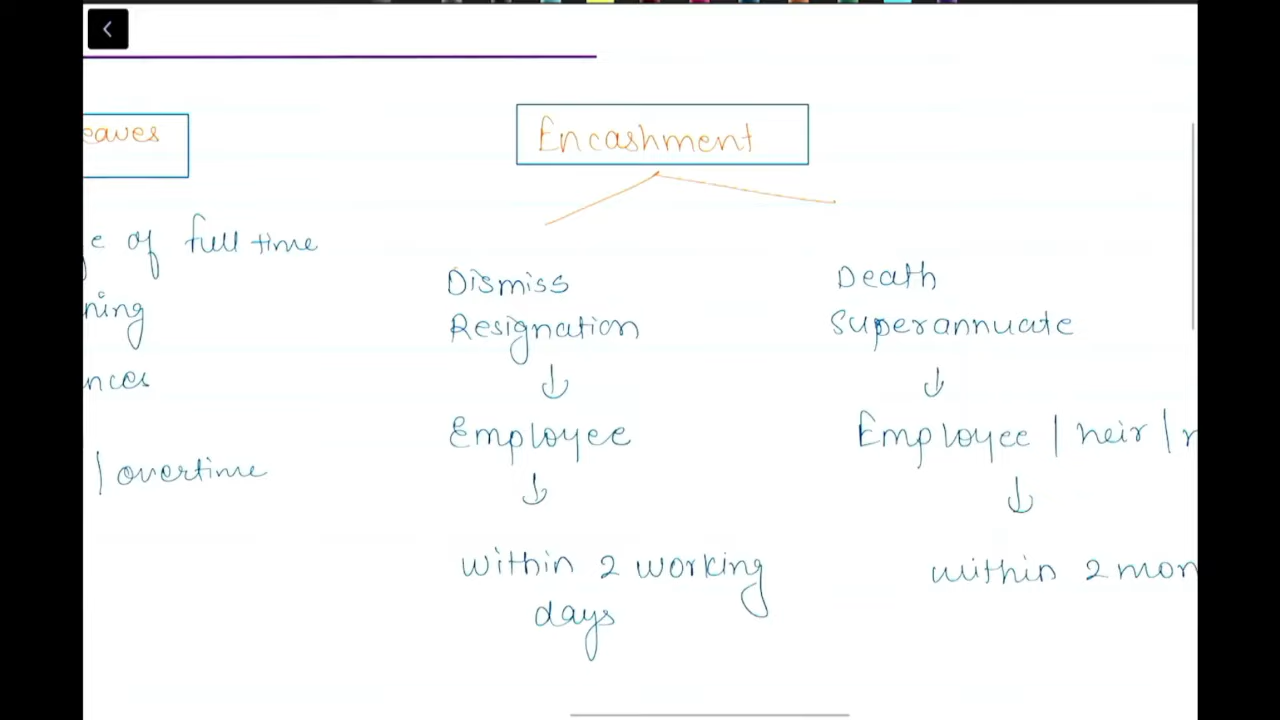 eaves
e of full time
ning
nces
| overtime
Encashment
Dismiss
Resignation
↓
Employee
↓
within 2 working
days
Death
Superannuate
↓
Employee | heir |
↓
within 2 mon